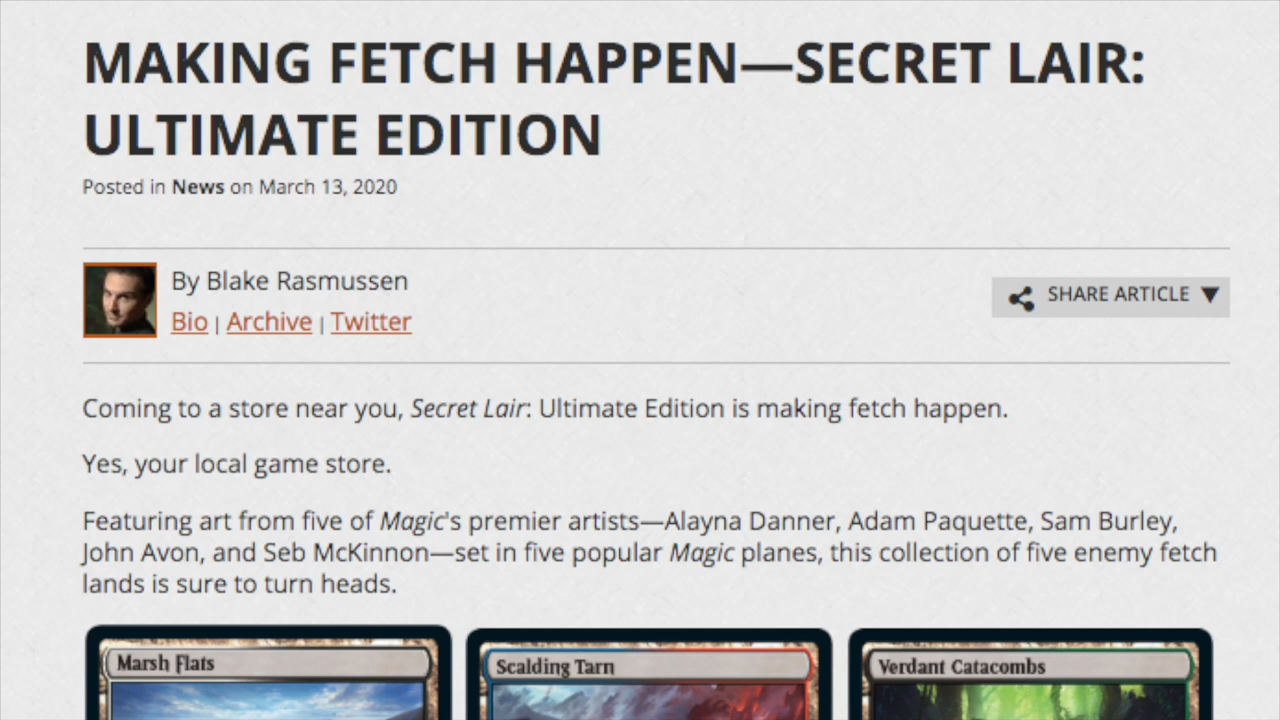 MAKING FETCH HAPPEN—SECRET LAIR:
ULTIMATE EDITION
Posted in News on March 13, 2020
By Blake Rasmussen
Bio | Archive | Twitter
SHARE ARTICLE
Coming to a store near you, Secret Lair: Ultimate Edition is making fetch happen.
Yes, your local game store.
Featuring art from five of Magic's premier artists—Alayna Danner, Adam Paquette, Sam Burley,
John Avon, and Seb McKinnon—set in five popular Magic planes, this collection of five enemy fetch
lands is sure to turn heads.
Marsh Flats
Scalding Tarn
Verdant Catacombs